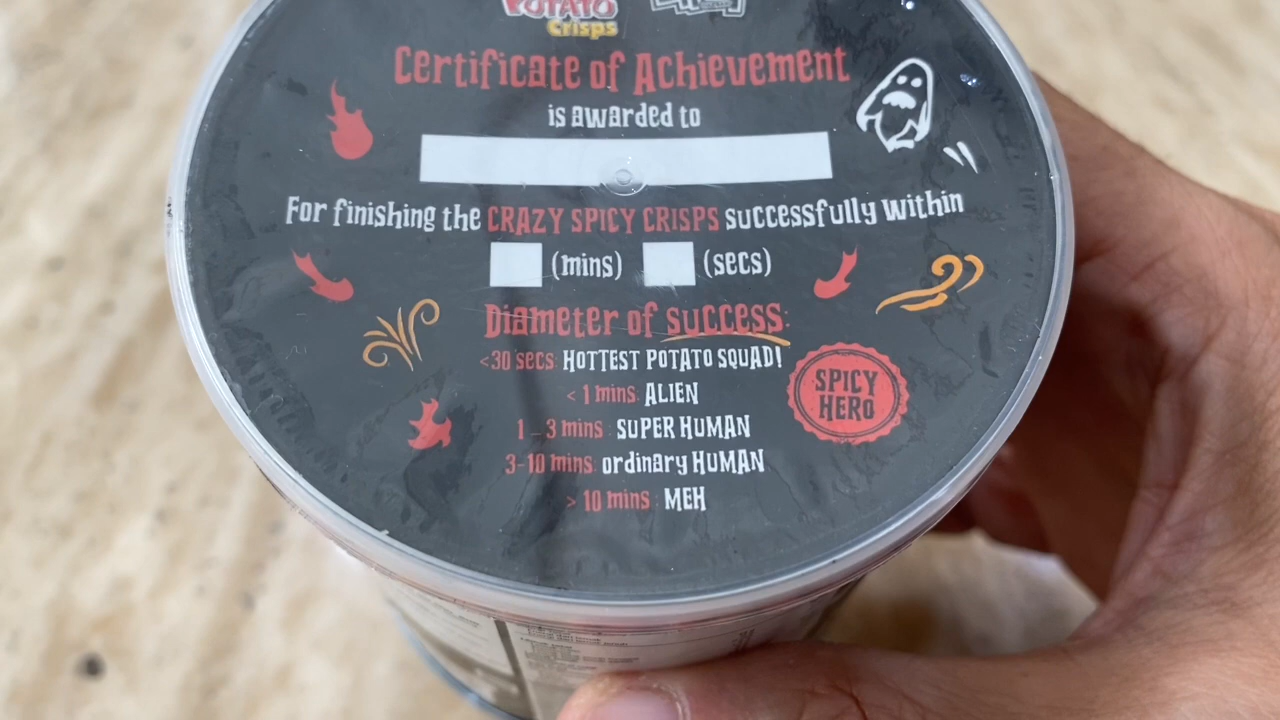 POTATO
Crisps
Certificate of Achievement
is awarded to
For finishing the CRAZY SPICY CRISPS successfully within
(mins) (secs)
Diameter of success:
<30 secs: HOTTEST POTATO SQUAD!
< 1 mins: ALIEN
1 - 3 mins : SUPER HUMAN
3-10 mins: ordinary HUMAN
> 10 mins : MEH
SPICY
HERO